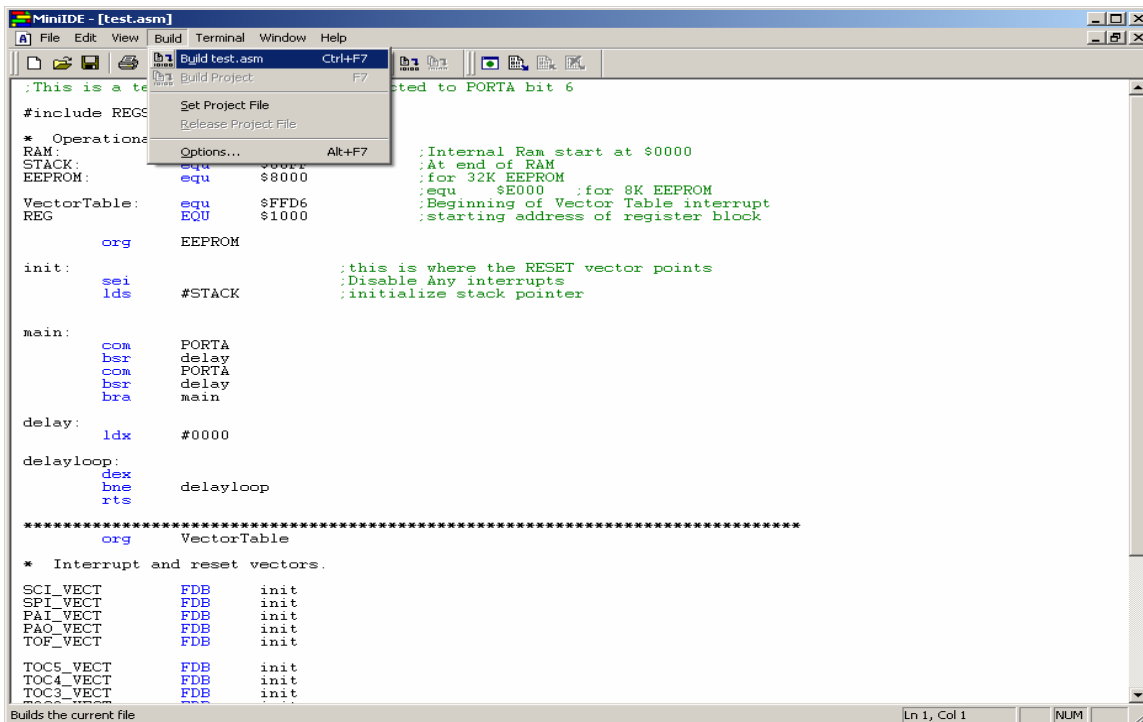 MiniIDE - [test.asm]
File Edit View Build Terminal Window Help
Build test.asm Ctrl+F7
Build Project F7
Set Project File
Release Project File
Options... Alt+F7
;This is a te cted to PORTA bit 6
#include REGS
* Operationa
RAM: ;Internal Ram start at $0000
STACK: equ ;At end of RAM
EEPROM: equ $8000 ;for 32K EEPROM
;equ $E000 ;for 8K EEPROM
VectorTable: equ $FFD6 ;Beginning of Vector Table interrupt
REG EQU $1000 ;starting address of register block
org EEPROM
init: ;this is where the RESET vector points
sei ;Disable Any interrupts
lds #STACK ;initialize stack pointer
main:
com PORTA
bsr delay
com PORTA
bsr delay
bra main
delay:
ldx #0000
delayloop:
dex
bne delayloop
rts
*******************************************************************************
org VectorTable
* Interrupt and reset vectors.
SCI_VECT FDB init
SPI_VECT FDB init
PAI_VECT FDB init
PAO_VECT FDB init
TOF_VECT FDB init
TOC5_VECT FDB init
TOC4_VECT FDB init
TOC3_VECT FDB init
Builds the current file Ln 1, Col 1 NUM